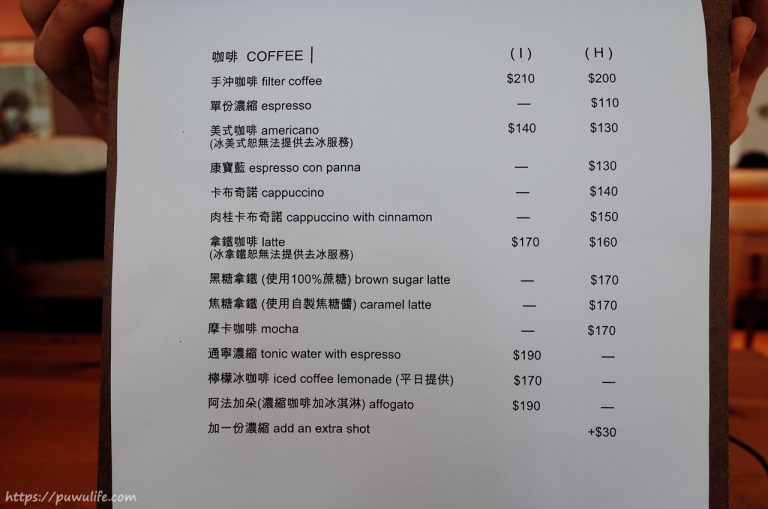 咖啡 COFFEE | (I) (H)
手沖咖啡 filter coffee $210 $200
單份濃縮 espresso — $110
美式咖啡 americano $140 $130
(冰美式恕無法提供去冰服務)
康寶藍 espresso con panna — $130
卡布奇諾 cappuccino — $140
肉桂卡布奇諾 cappuccino with cinnamon — $150
拿鐵咖啡 latte $170 $160
(冰拿鐵恕無法提供去冰服務)
黑糖拿鐵 (使用100%蔗糖) brown sugar latte — $170
焦糖拿鐵 (使用自製焦糖醬) caramel latte — $170
摩卡咖啡 mocha — $170
通寧濃縮 tonic water with espresso $190 —
檸檬冰咖啡 iced coffee lemonade (平日提供) $170 —
阿法加朵(濃縮咖啡加冰淇淋) affogato $190 —
加一份濃縮 add an extra shot +$30
https://puwulife.com